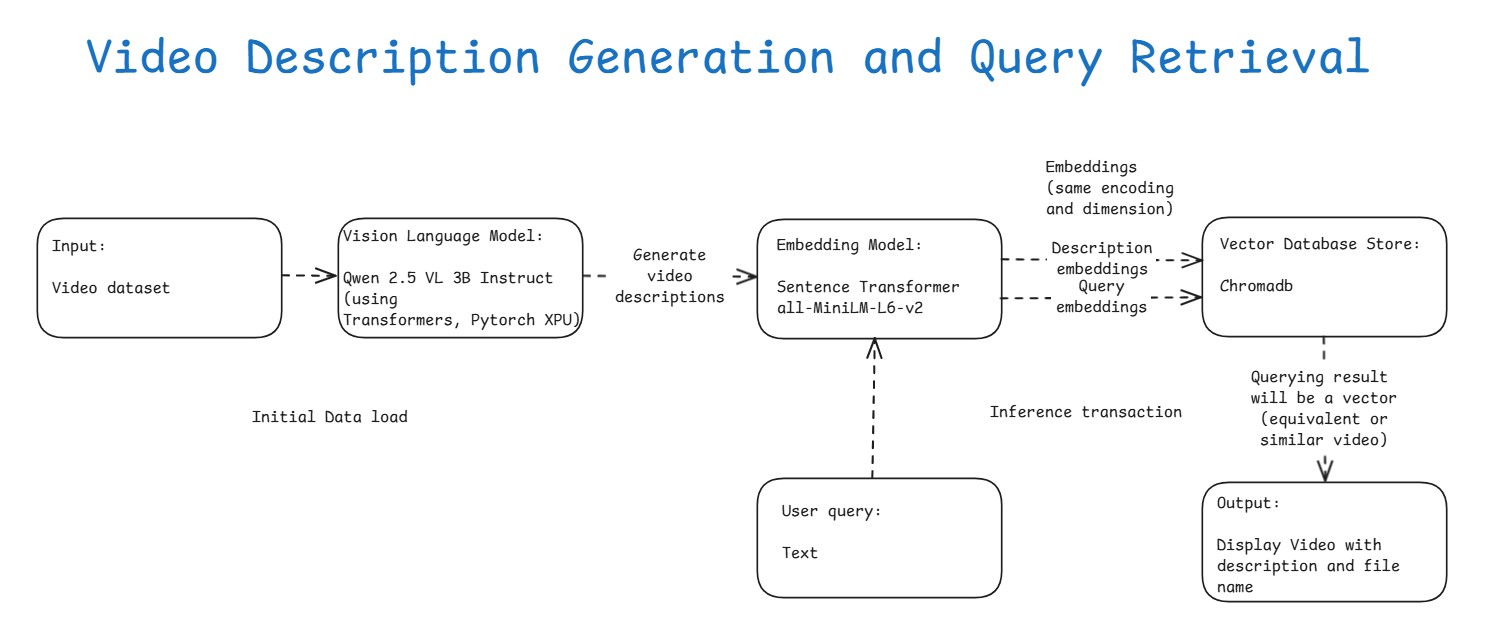 Video Description Generation and Query Retrieval
Input:
Video dataset
Vision Language Model:
Qwen 2.5 VL 3B Instruct
(using
Transformers, Pytorch XPU)
Generate
video
descriptions
Embedding Model:
Sentence Transformer
all-MiniLM-L6-v2
Embeddings
(same encoding
and dimension)
Description
embeddings
Query
embeddings
Vector Database Store:
Chromadb
Initial Data load
Inference transaction
Querying result
will be a vector
(equivalent or
similar video)
User query:
Text
Output:
Display Video with
description and file
name